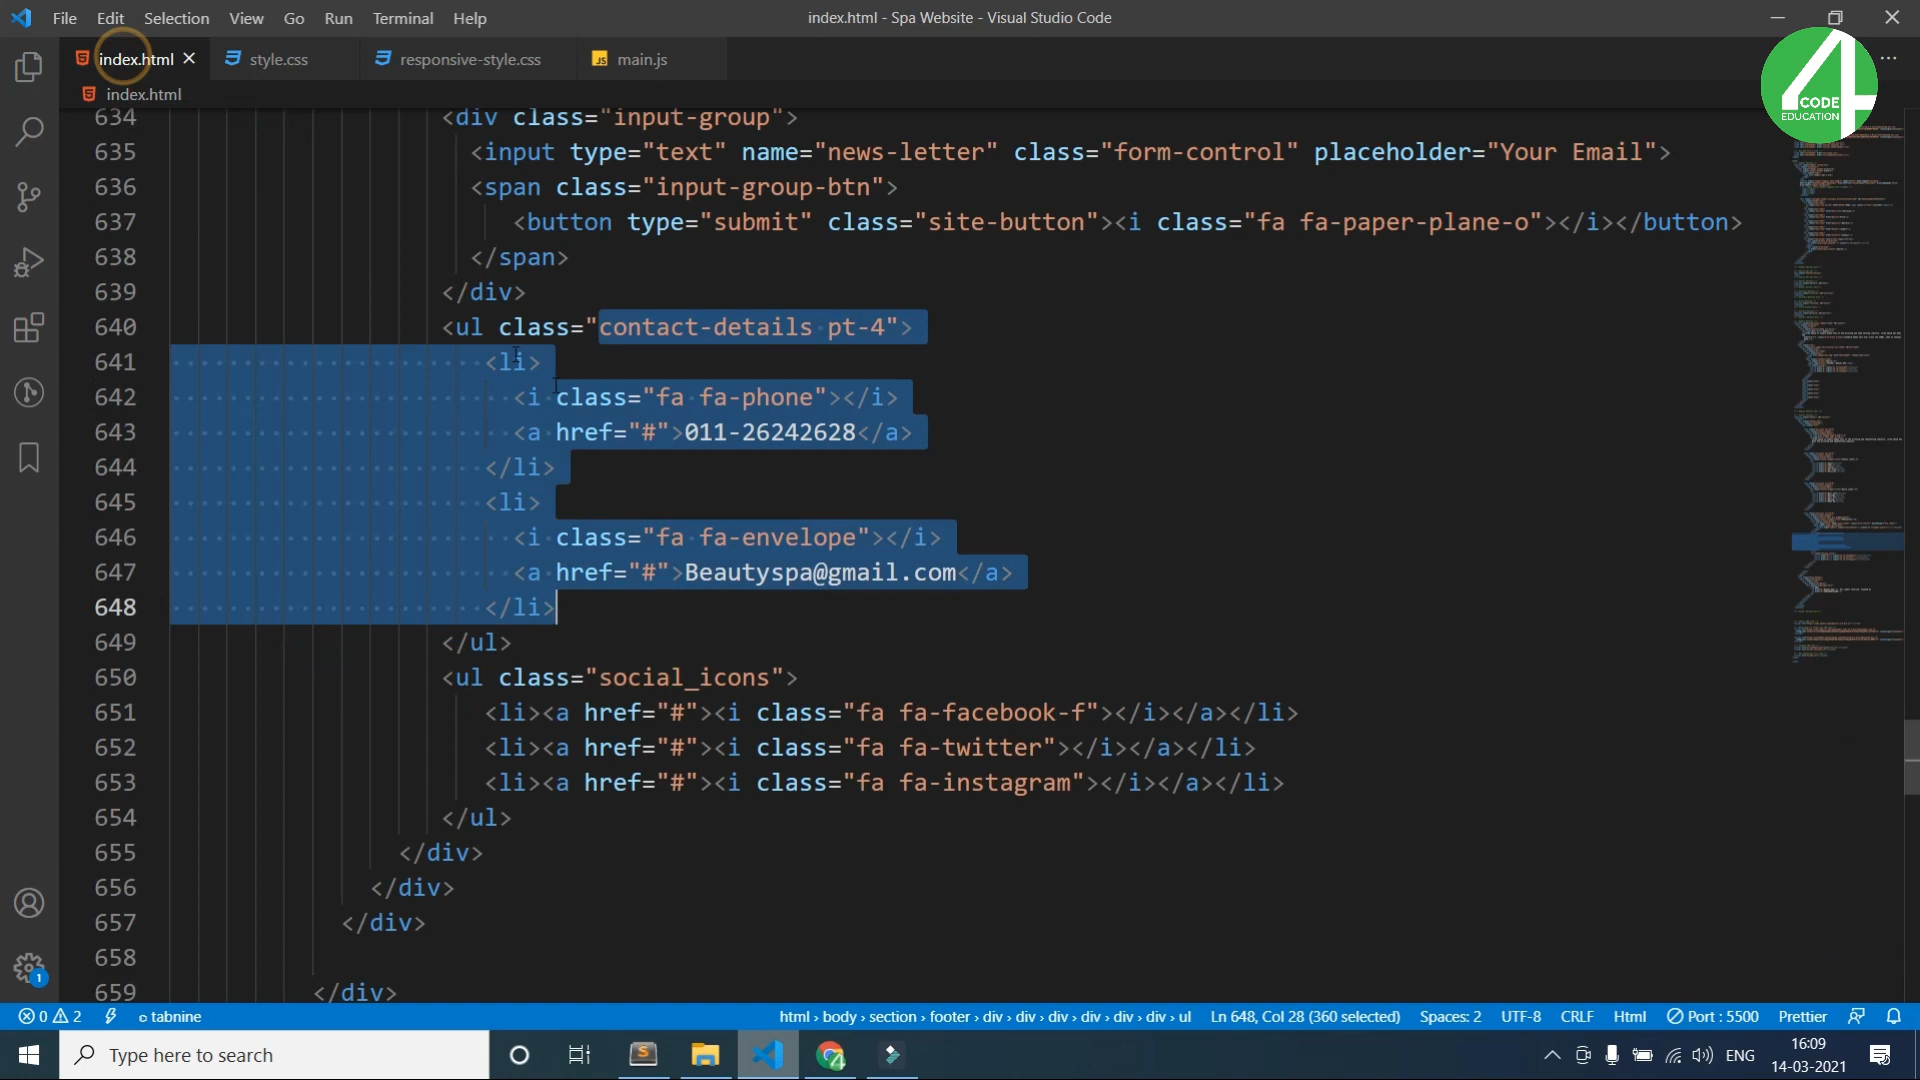 File Edit Selection View Go Run Terminal Help
index.html - Spa Website - Visual Studio Code
index.html style.css responsive-style.css main.js
index.html
4
CODE
EDUCATION
634 <div class="input-group">
635 <input type="text" name="news-letter" class="form-control" placeholder="Your Email">
636 <span class="input-group-btn">
637 <button type="submit" class="site-button"><i class="fa fa-paper-plane-o"></i></button>
638 </span>
639 </div>
640 <ul class="contact-details pt-4">
641 <li>
642 <i class="fa fa-phone"></i>
643 <a href="#">011-26242628</a>
644 </li>
645 <li>
646 <i class="fa fa-envelope"></i>
647 <a href="#">Beautyspa@gmail.com</a>
648 </li>
649 </ul>
650 <ul class="social_icons">
651 <li><a href="#"><i class="fa fa-facebook-f"></i></a></li>
652 <li><a href="#"><i class="fa fa-twitter"></i></a></li>
653 <li><a href="#"><i class="fa fa-instagram"></i></a></li>
654 </ul>
655 </div>
656 </div>
657 </div>
658
659 </div>
1
0 2 tabnine html › body › section › footer › div › div › div › div › div › div › ul Ln 648, Col 28 (360 selected) Spaces: 2 UTF-8 CRLF Html Port : 5500 Prettier
Type here to search
ENG
16:09
14-03-2021